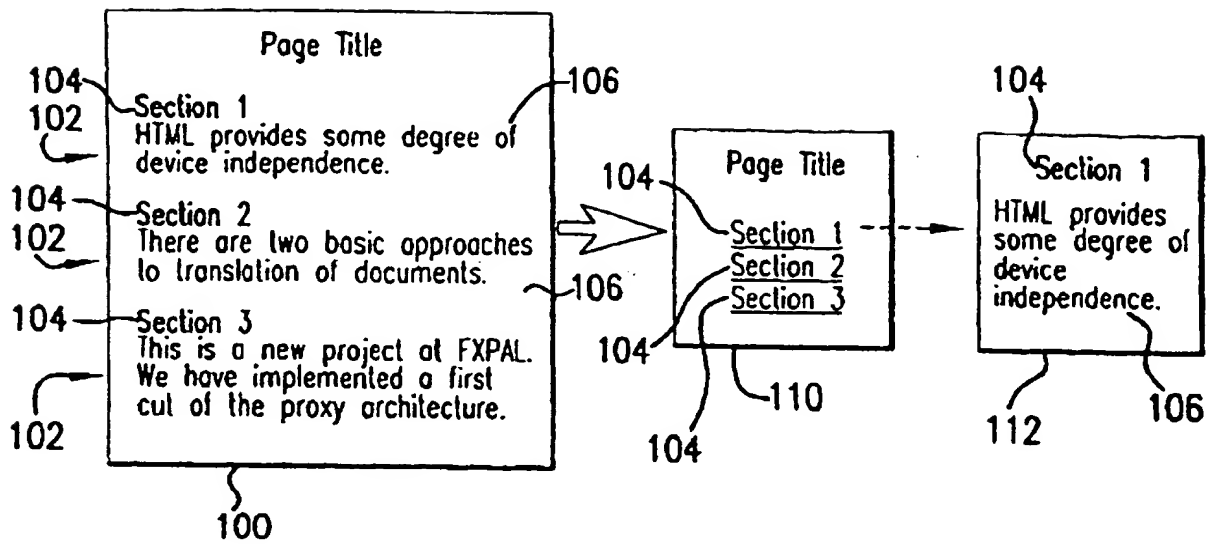 Page Title
104
106
Section 1
102
HTML provides some degree of
device independence.
104
Section 2
102
There are two basic approaches
to translation of documents.
106
104
Section 3
This is a new project at FXPAL.
We have implemented a first
cut of the proxy architecture.
102
100
Page Title
104
Section 1
Section 2
Section 3
104
104
110
104
Section 1
HTML provides
some degree of
device
independence.
106
112